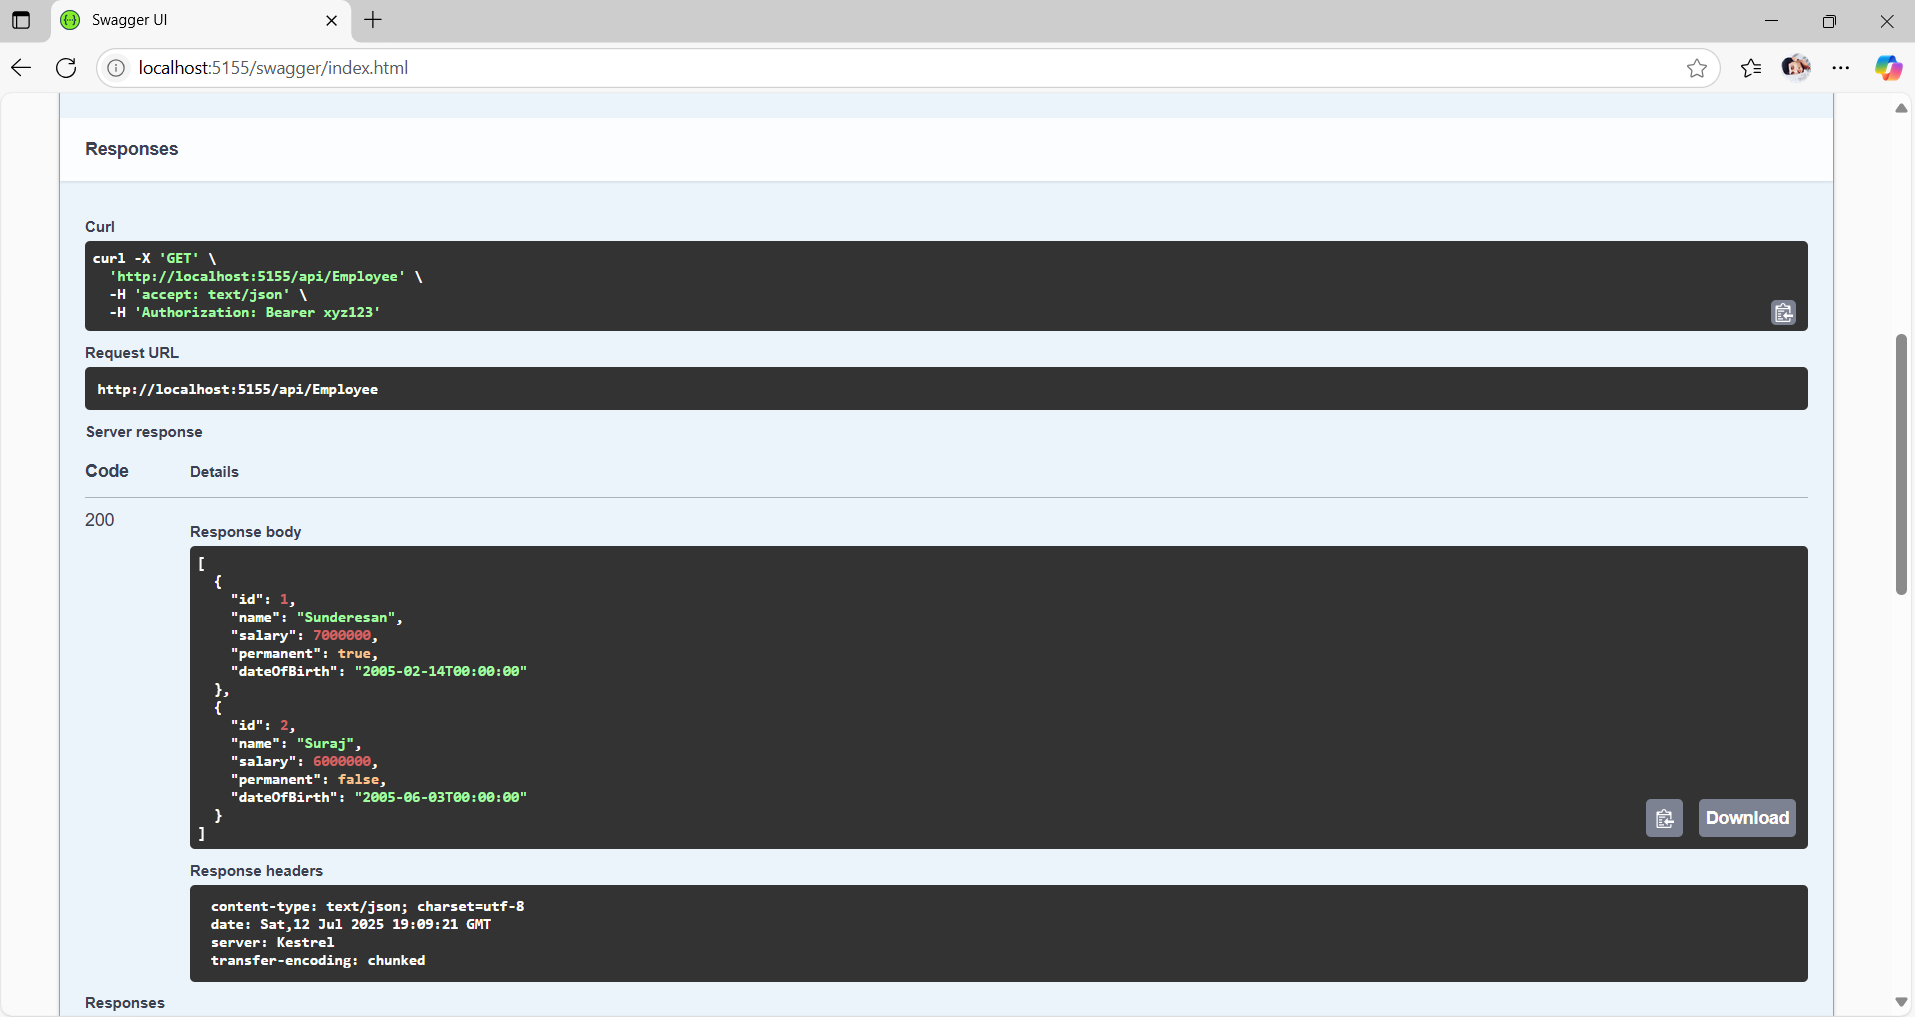 Swagger UI
localhost:5155/swagger/index.html
Responses
Curl
curl -X 'GET' \
  'http://localhost:5155/api/Employee' \
  -H 'accept: text/json' \
  -H 'Authorization: Bearer xyz123'
Request URL
http://localhost:5155/api/Employee
Server response
Code Details
200
Response body
[
  {
    "id": 1,
    "name": "Sunderesan",
    "salary": 7000000,
    "permanent": true,
    "dateOfBirth": "2005-02-14T00:00:00"
  },
  {
    "id": 2,
    "name": "Suraj",
    "salary": 6000000,
    "permanent": false,
    "dateOfBirth": "2005-06-03T00:00:00"
  }
]
Download
Response headers
content-type: text/json; charset=utf-8
date: Sat,12 Jul 2025 19:09:21 GMT
server: Kestrel
transfer-encoding: chunked
Responses